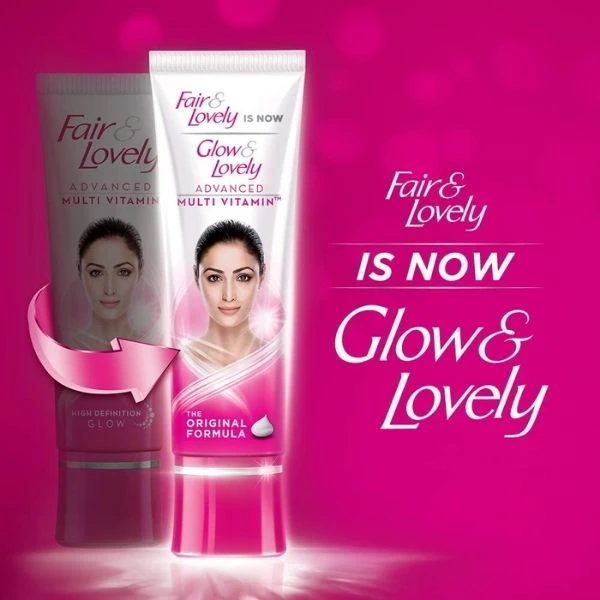 Fair &
Lovely
ADVANCED
MULTI VITAMIN
HIGH DEFINITION
GLOW
Fair &
Lovely IS NOW
Glow &
Lovely
ADVANCED
MULTI VITAMIN™
THE
ORIGINAL
FORMULA
Fair &
Lovely
IS NOW
Glow &
Lovely